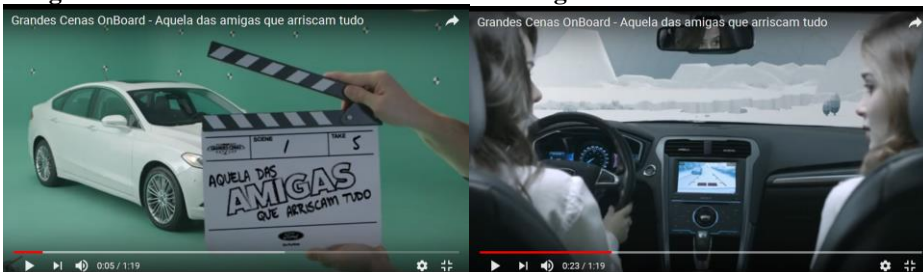 Grandes Cenas OnBoard - Aquela das amigas que arriscam tudo
SCENE
1
TAKE
5
AQUELA DAS
AMIGAS
QUE ARRISCAM TUDO
Ford
0:05 / 1:19
Grandes Cenas OnBoard - Aquela das amigas que arriscam tudo
0:23 / 1:19